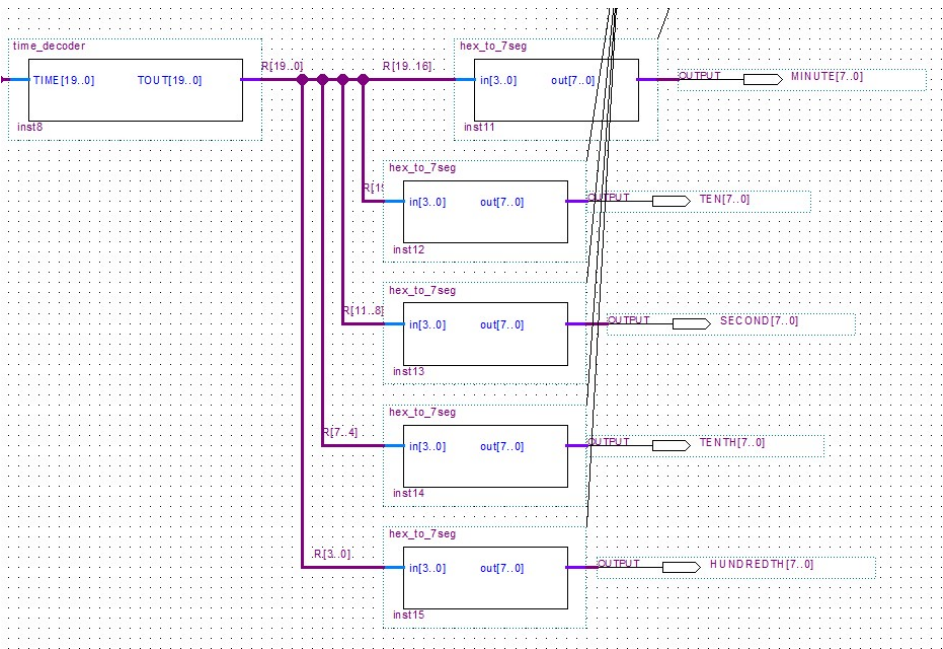 time_decoder
TIME[19..0] TOUT[19..0]
inst8
R[19..0]
R[19..16]
hex_to_7seg
in[3..0] out[7..0]
inst11
OUTPUT MINUTE[7..0]
hex_to_7seg
in[3..0] out[7..0]
inst12
OUTPUT TEN[7..0]
R[11..8]
hex_to_7seg
in[3..0] out[7..0]
inst13
OUTPUT SECOND[7..0]
R[7..4]
hex_to_7seg
in[3..0] out[7..0]
inst14
OUTPUT TENTH[7..0]
R[3..0]
hex_to_7seg
in[3..0] out[7..0]
inst15
OUTPUT HUNDREDTH[7..0]